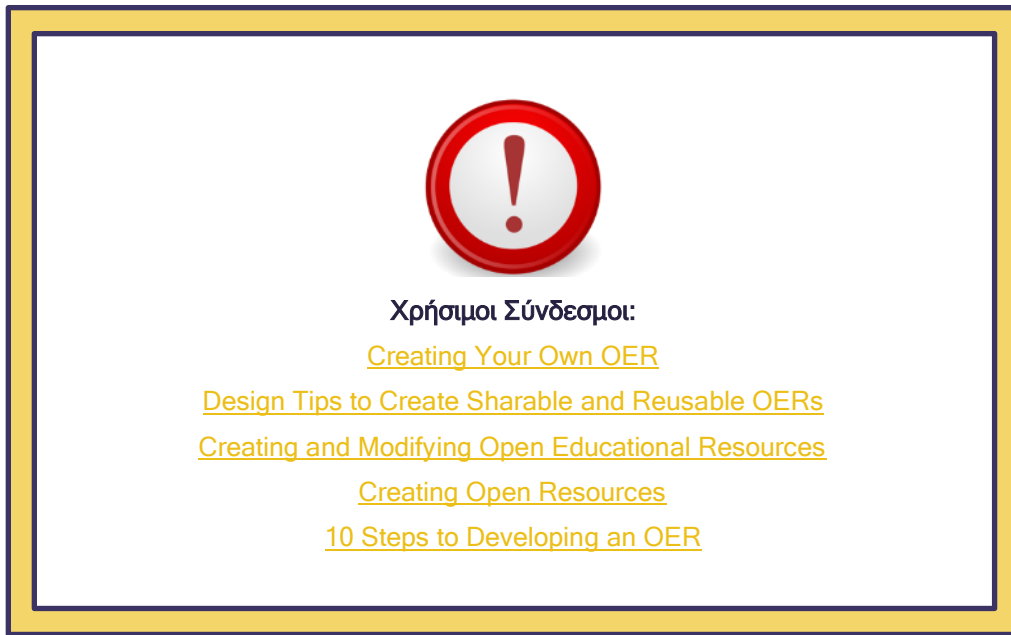 Χρήσιμοι Σύνδεσμοι:
Creating Your Own OER
Design Tips to Create Sharable and Reusable OERs
Creating and Modifying Open Educational Resources
Creating Open Resources
10 Steps to Developing an OER